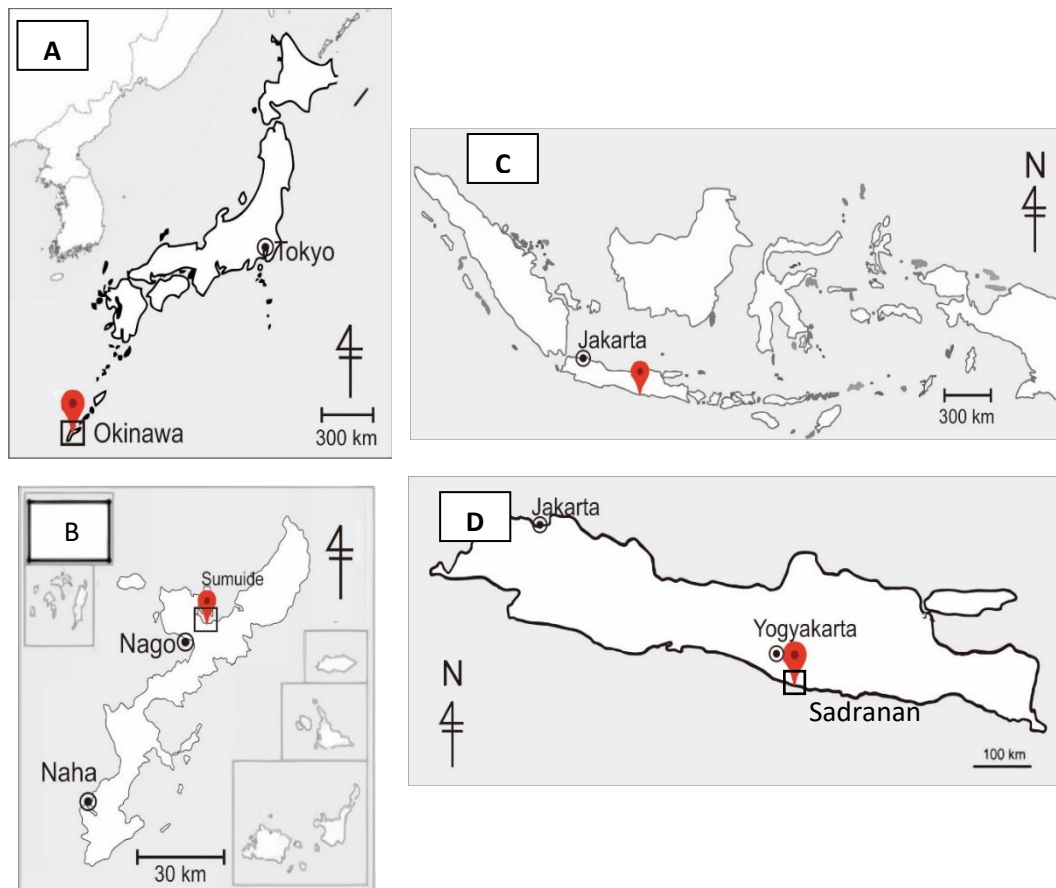 A
Tokyo
Okinawa
300 km
B
Sumuide
Nago
Naha
30 km
C
N
Jakarta
300 km
D
Jakarta
Yogyakarta
N
Sadranan
100 km